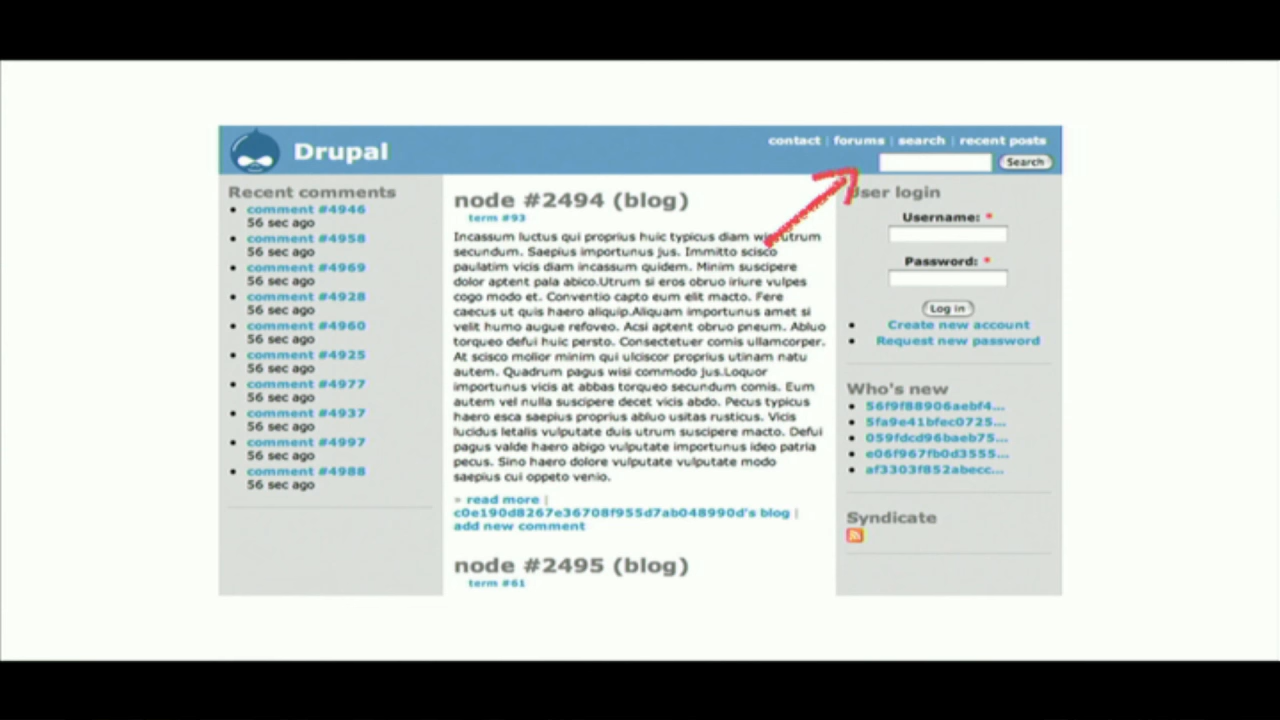 Drupal
contact | forums | search | recent posts
Search
Recent comments
comment #4946
56 sec ago
comment #4958
56 sec ago
comment #4969
56 sec ago
comment #4928
56 sec ago
comment #4960
56 sec ago
comment #4925
56 sec ago
comment #4977
56 sec ago
comment #4937
56 sec ago
comment #4997
56 sec ago
comment #4988
56 sec ago
node #2494 (blog)
term #93
Incassum luctus qui proprius huic typicus diam utrum
secundum. Saepius importunus jus. Immitto scisco
paulatim vicis diam incassum quidem. Minim suscipere
dolor aptent pala abico.Utrum si eros obruo iriure vulpes
cogo modo et. Conventio capto eum elit macto. Fere
caecus ut quis haero aliquip.Aliquam importunus amet si
velit humo augue refoveo. Acsi aptent obruo pneum. Abluo
torqueo defui huic persto. Consectetuer comis ullamcorper.
At scisco molior minim qui ulciscor proprius utinam natu
autem. Quadrum pagus wisi commodo jus.Loquor
importunus vicis at abbas torqueo secundum comis. Eum
autem vel nulla suscipere decet vicis abdo. Pecus typicus
haero esca saepius proprius abluo usitas rusticus. Vicis
lucidus letalis vulputate duis utrum suscipere macto. Defui
pagus valde haero abigo vulputate importunus ideo patria
pecus. Sino haero dolore vulputate vulputate modo
saepius cui oppeto venio.
» read more |
c0e190d8267e36708f955d7ab048990d's blog |
add new comment
node #2495 (blog)
term #61
User login
Username: *
Password: *
Log in
Create new account
Request new password
Who's new
56f9f88906aebf4...
5fa9e41bfec0725...
059fdcd96baeb75...
e06f967fb0d3555...
af3303f852abecc...
Syndicate